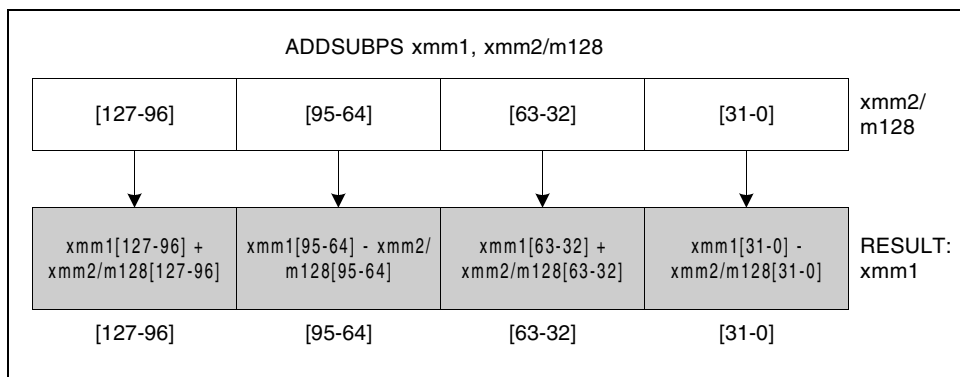 ADDSUBPS xmm1, xmm2/m128
[127-96] [95-64] [63-32] [31-0] xmm2/
m128
xmm1[127-96] + xmm1[95-64] - xmm2/ xmm1[63-32] + xmm1[31-0] - RESULT:
xmm2/m128[127-96] m128[95-64] xmm2/m128[63-32] xmm2/m128[31-0] xmm1
[127-96] [95-64] [63-32] [31-0]